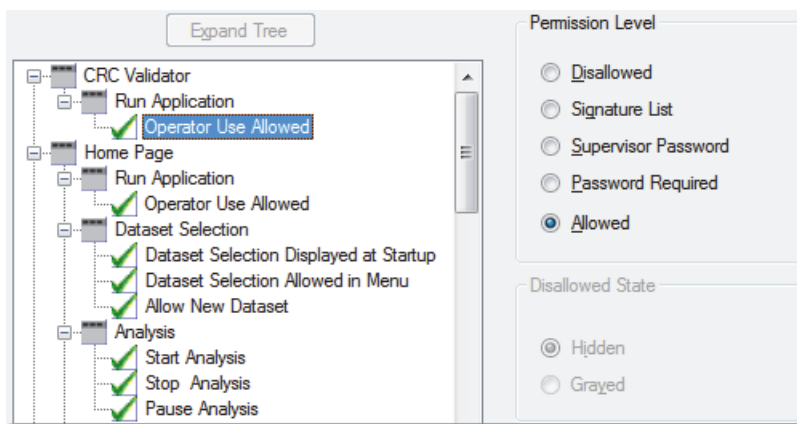 Expand Tree
CRC Validator
Run Application
Operator Use Allowed
Home Page
Run Application
Operator Use Allowed
Dataset Selection
Dataset Selection Displayed at Startup
Dataset Selection Allowed in Menu
Allow New Dataset
Analysis
Start Analysis
Stop Analysis
Pause Analysis
Permission Level
Disallowed
Signature List
Supervisor Password
Password Required
Allowed
Disallowed State
Hidden
Grayed